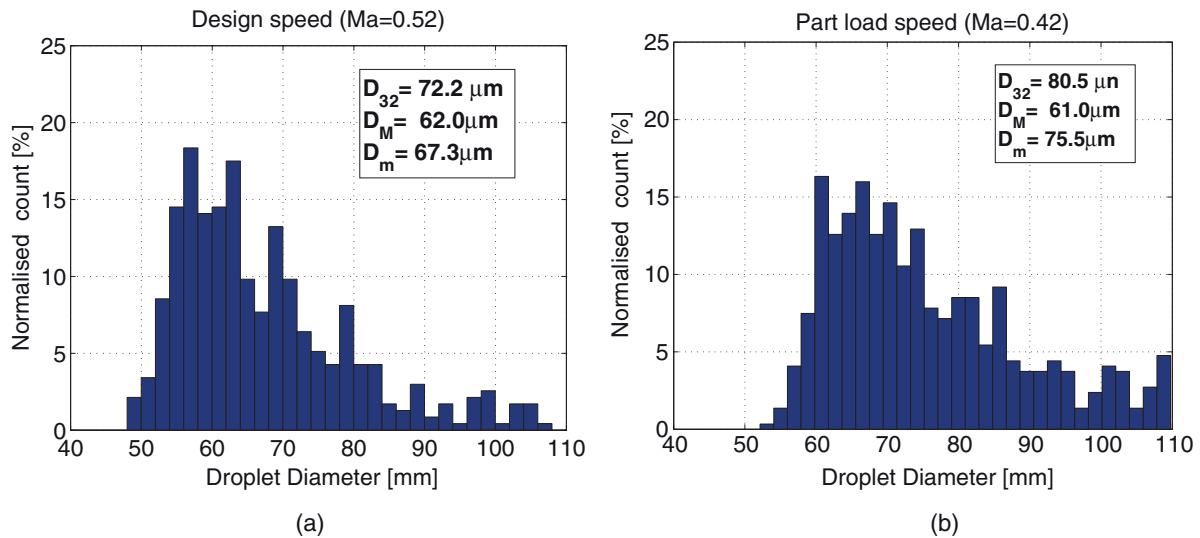 Design speed (Ma=0.52)
Normalised count [%]
25
20
15
10
5
0
D32= 72.2 μm
DM= 62.0μm
Dm= 67.3μm
40 50 60 70 80 90 100 110
Droplet Diameter [mm]
(a)
Part load speed (Ma=0.42)
Normalised count [%]
25
20
15
10
5
0
D32= 80.5 μn
DM= 61.0μm
Dm= 75.5μm
40 50 60 70 80 90 100 110
Droplet Diameter [mm]
(b)